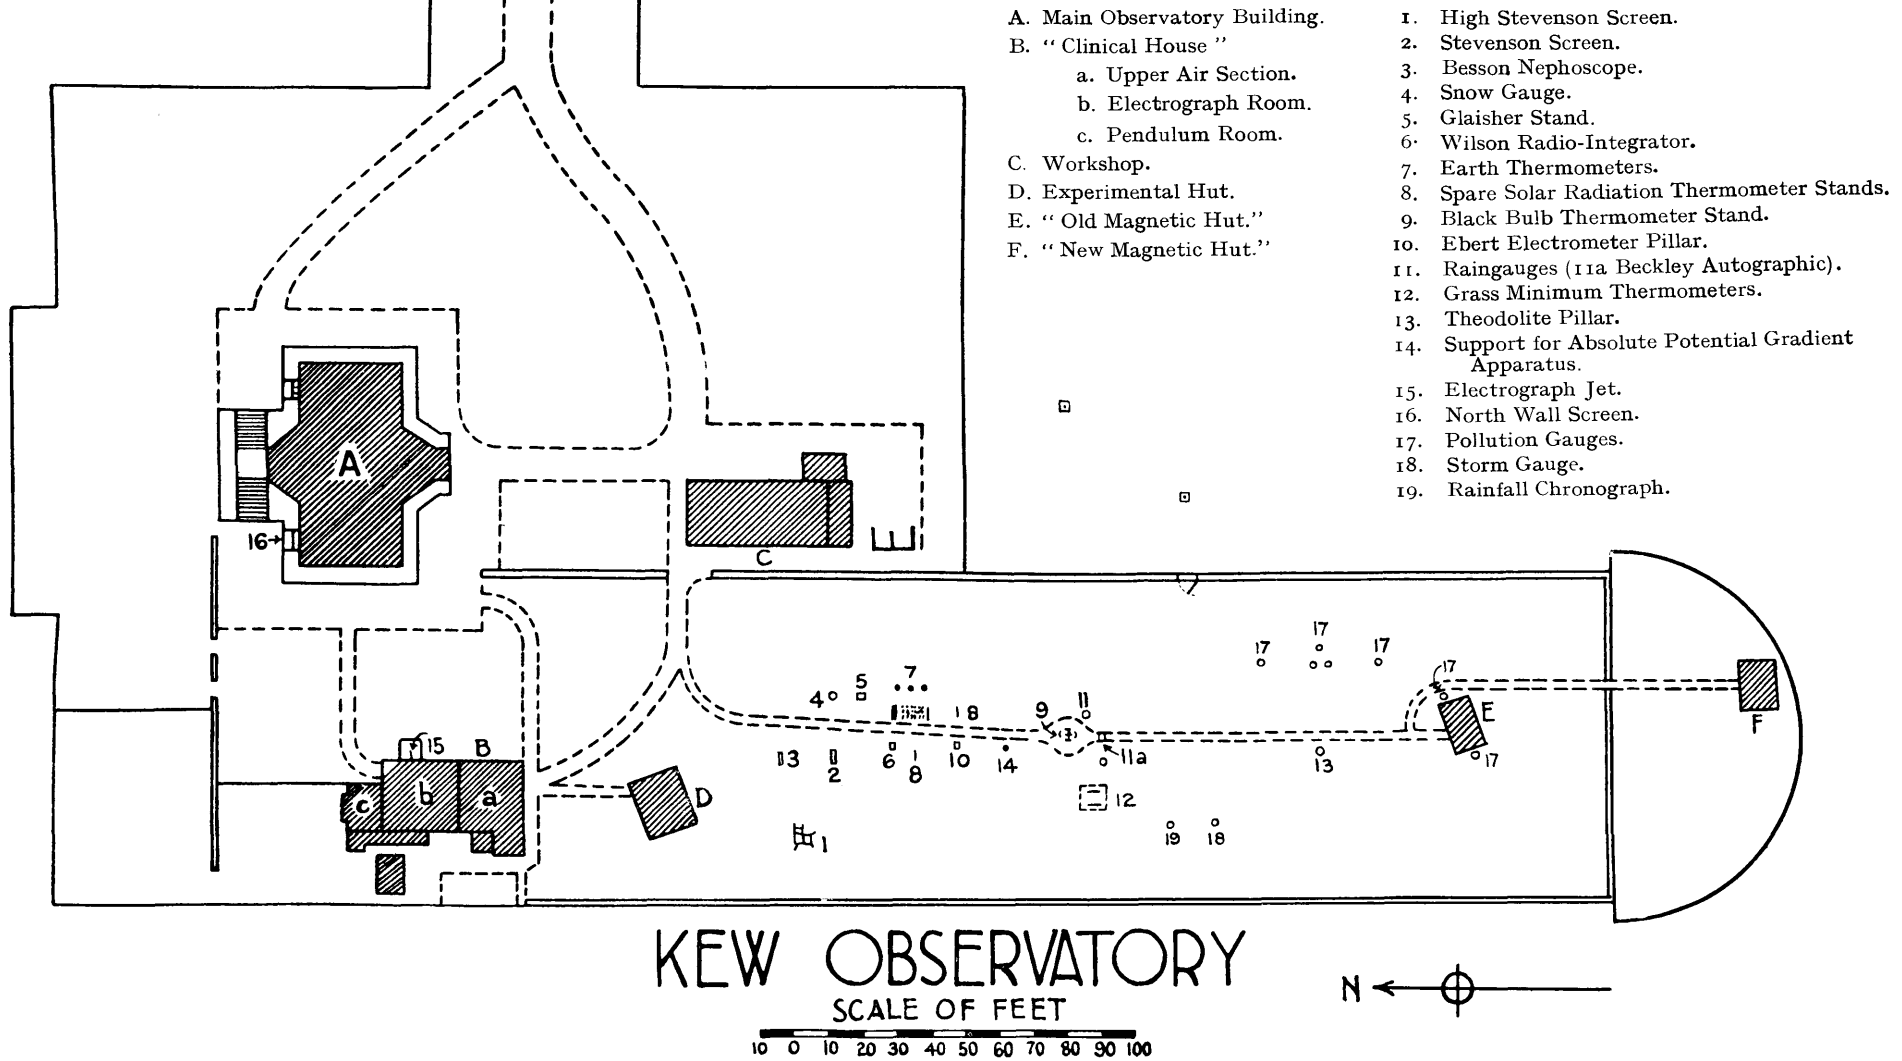 A. Main Observatory Building.
B. “ Clinical House ”
a. Upper Air Section.
b. Electrograph Room.
c. Pendulum Room.
C. Workshop.
D. Experimental Hut.
E. “ Old Magnetic Hut.”
F. “ New Magnetic Hut.”
1. High Stevenson Screen.
2. Stevenson Screen.
3. Besson Nephoscope.
4. Snow Gauge.
5. Glaisher Stand.
6. Wilson Radio-Integrator.
7. Earth Thermometers.
8. Spare Solar Radiation Thermometer Stands.
9. Black Bulb Thermometer Stand.
10. Ebert Electrometer Pillar.
11. Raingauges (11a Beckley Autographic).
12. Grass Minimum Thermometers.
13. Theodolite Pillar.
14. Support for Absolute Potential Gradient
Apparatus.
15. Electrograph Jet.
16. North Wall Screen.
17. Pollution Gauges.
18. Storm Gauge.
19. Rainfall Chronograph.
A
16
C
17
17
17
17
5
7
4
8
9
11
E
F
15
B
3
2
6
8
10
14
11a
13
17
c
b
a
D
12
1
19
18
KEW OBSERVATORY
SCALE OF FEET
10 0 10 20 30 40 50 60 70 80 90 100
N